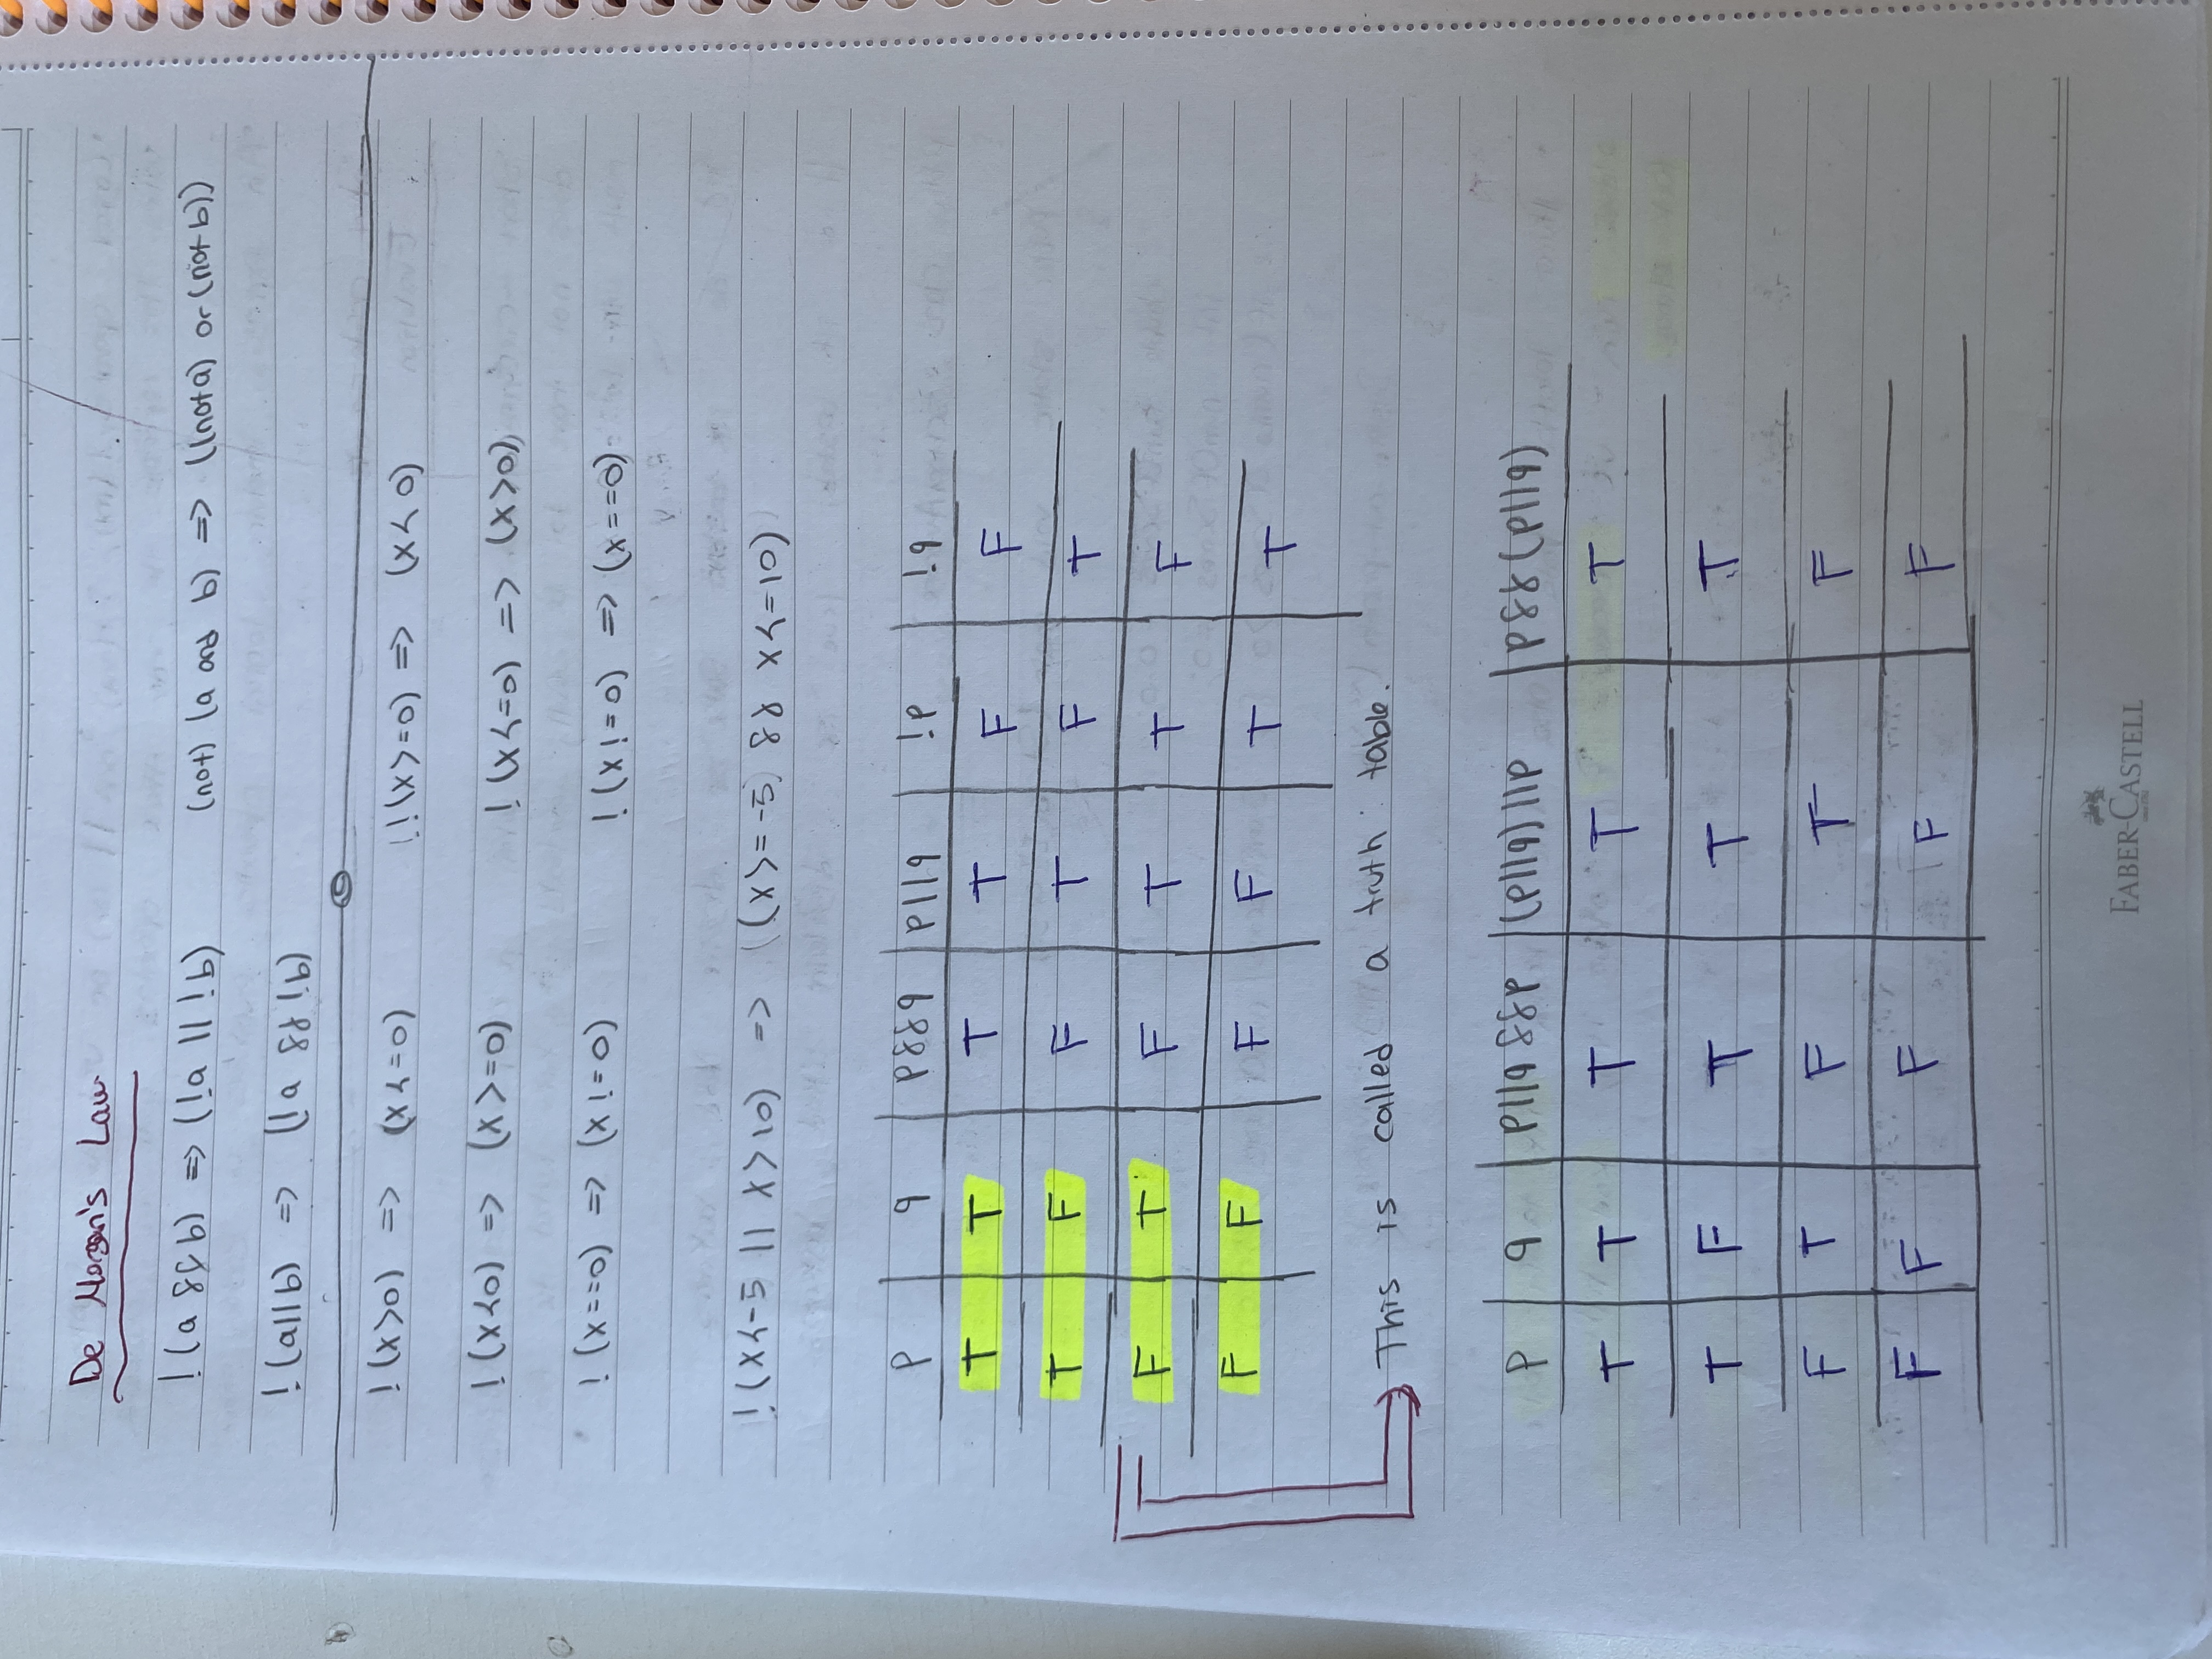 De Morgan's Law
!(a && b) => (!a || !b) (not) (a and b) => ((not a) or (not b))
!(a||b) => (!a && !b)
!(x>0) => (x<=0) !!(x>=0) => (x<0)
!(x<0) => (x>=0) !(x<=0) => (x>0)
!(x==0) => (x!=0) !(x!=0) => (x==0)
!(x<-5 || x>10) => ((x>=-5) && x<=10)
p q p&&q p||q !p !q
T T T T F F
T F F T F T
F T F T T F
F F F F T T
This is called a truth table.
p q p||q &&p (p||q)||p p&&(p||q)
T T T T T
T F T T T
F T F T F
F F F F F
FABER-CASTELL